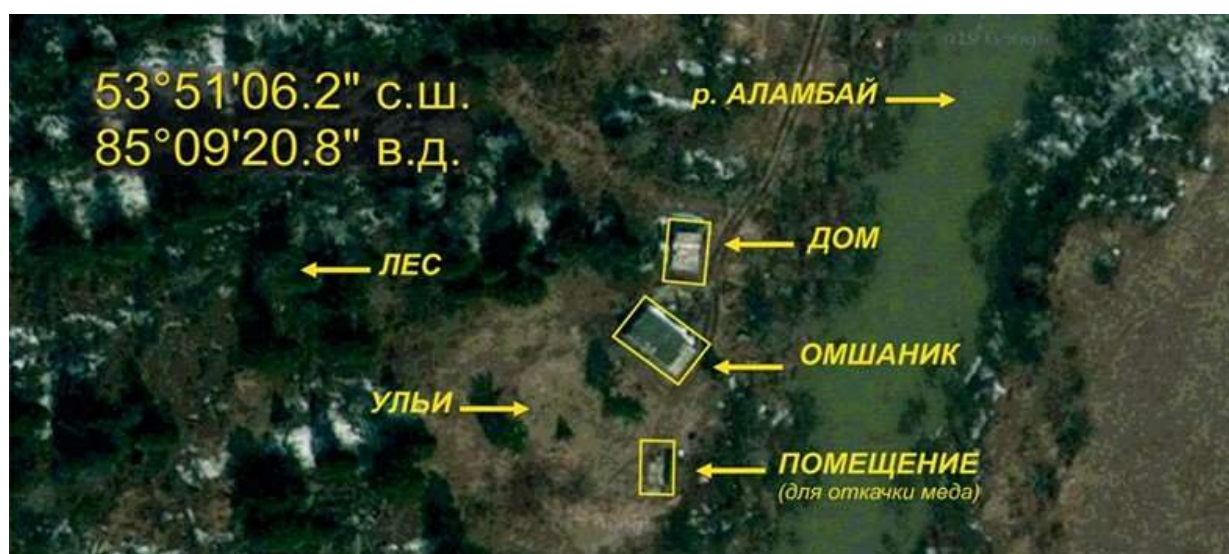 53°51'06.2" с.ш.
85°09'20.8" в.д.
р. АЛАМБАЙ
ДОМ
ЛЕС
ОМШАНИК
УЛЬИ
ПОМЕЩЕНИЕ
(для откачки меда)